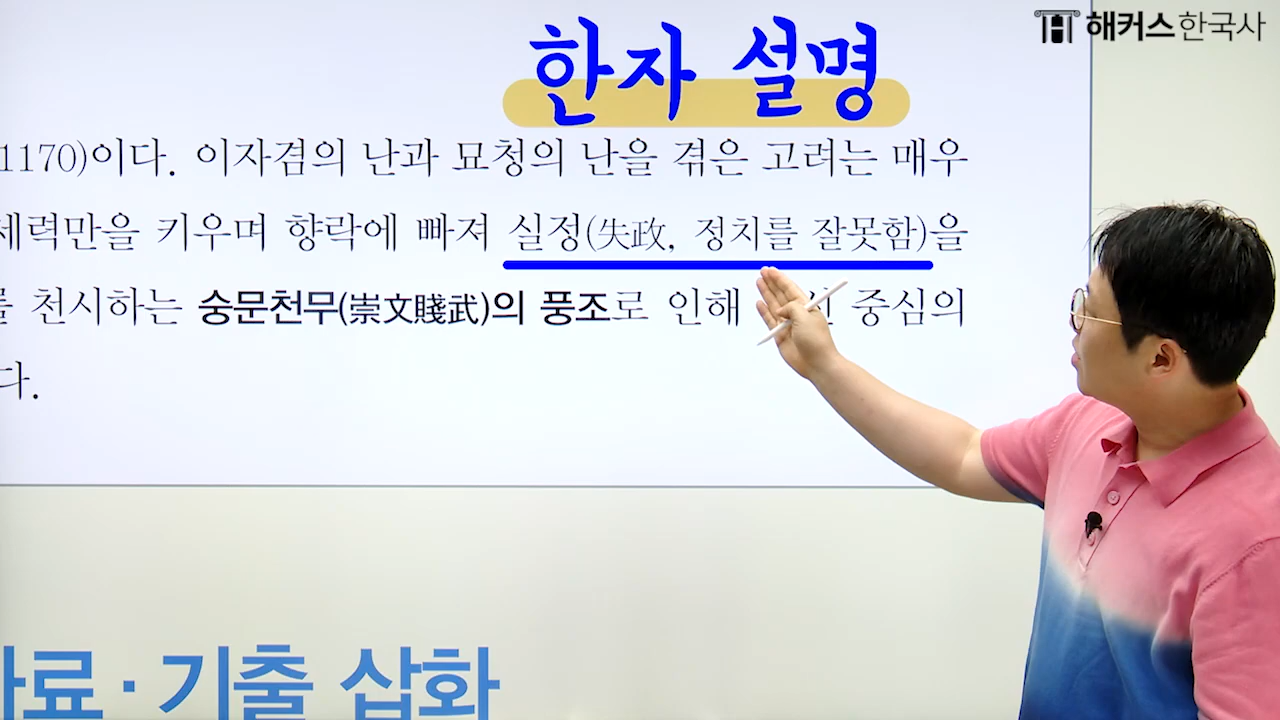 해커스한국사
한자 설명
1170)이다. 이자겸의 난과 묘청의 난을 겪은 고려는 매우
세력만을 키우며 향락에 빠져 실정(失政, 정치를 잘못함)을
천시하는 숭문천무(崇文賤武)의 풍조로 인해 중심의
다.
자료·기출 삽화